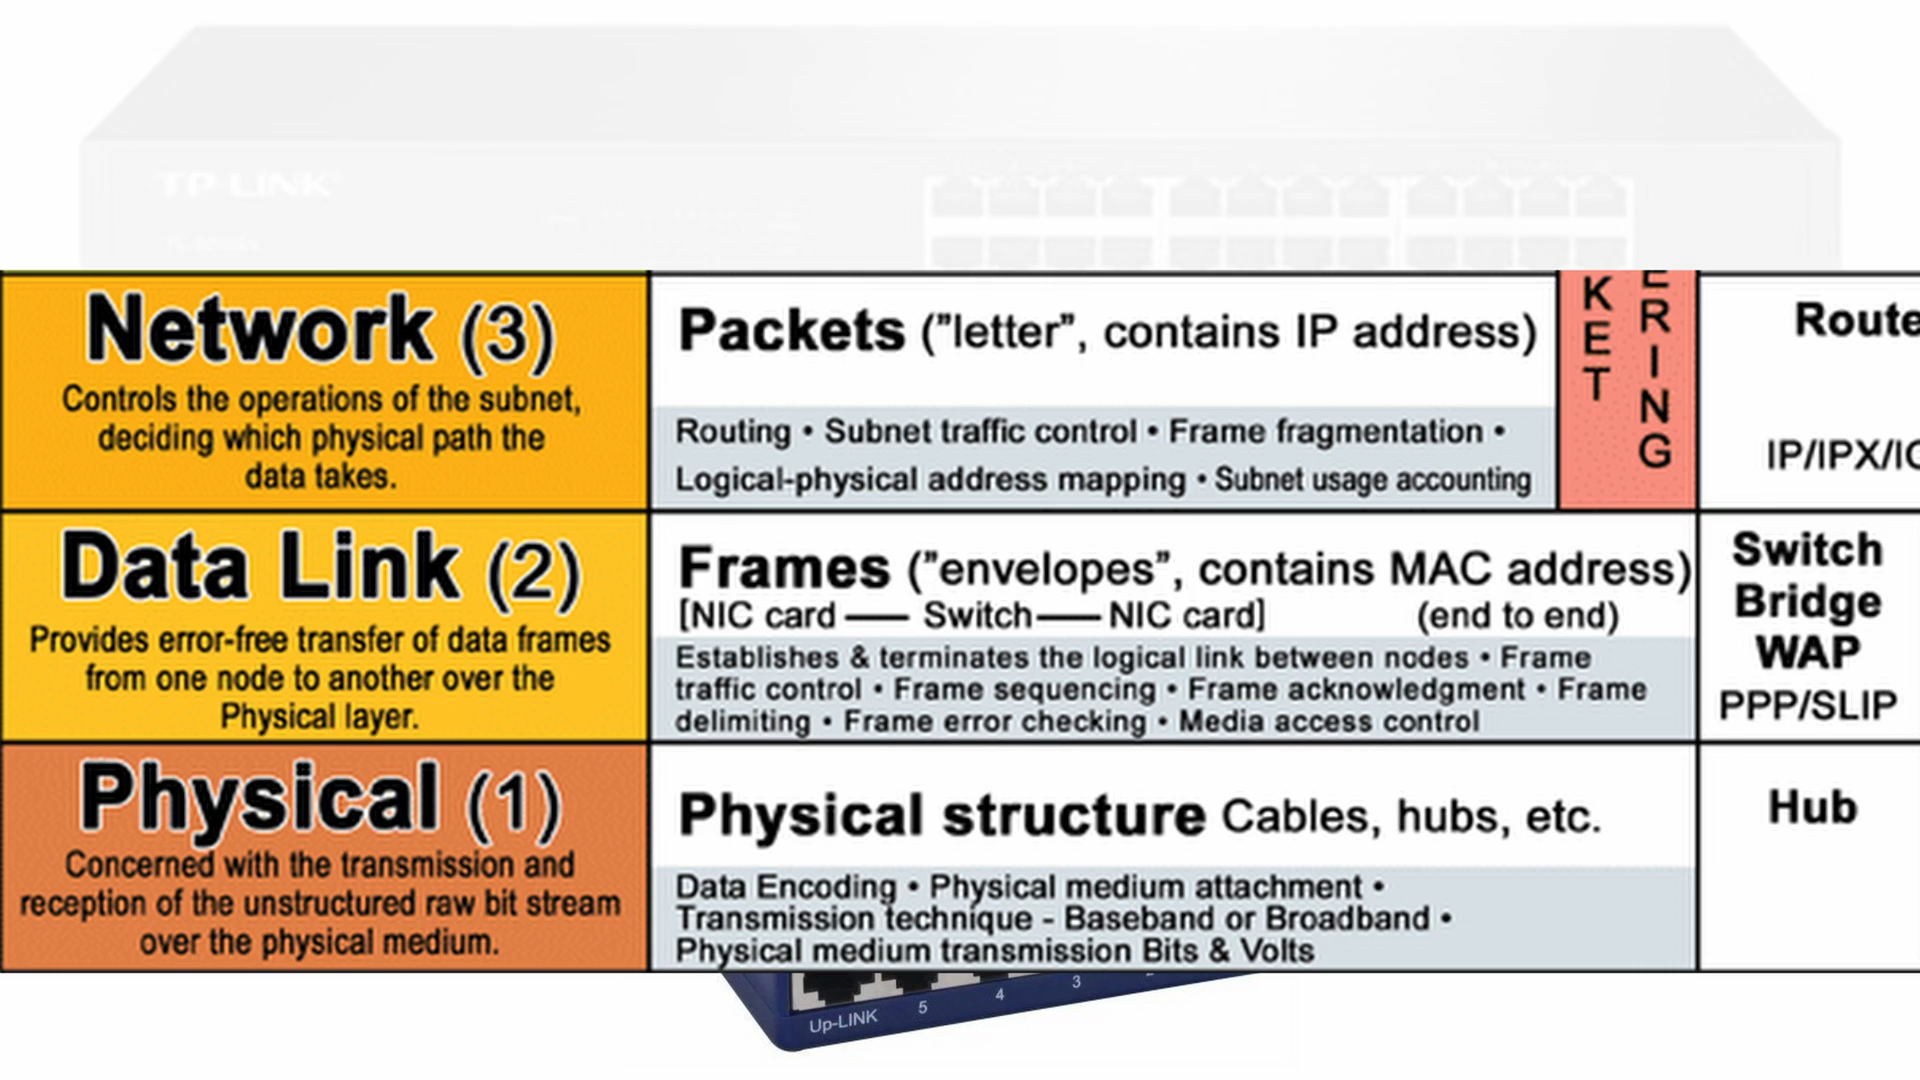 TP-LINK
Network (3)
Controls the operations of the subnet,
deciding which physical path the
data takes.
Packets ("letter", contains IP address)
Routing • Subnet traffic control • Frame fragmentation •
Logical-physical address mapping • Subnet usage accounting
KET
ERING
Route
IP/IPX/IC
Data Link (2)
Provides error-free transfer of data frames
from one node to another over the
Physical layer.
Frames ("envelopes", contains MAC address)
[NIC card — Switch — NIC card] (end to end)
Establishes & terminates the logical link between nodes • Frame
traffic control • Frame sequencing • Frame acknowledgment • Frame
delimiting • Frame error checking • Media access control
Switch
Bridge
WAP
PPP/SLIP
Physical (1)
Concerned with the transmission and
reception of the unstructured raw bit stream
over the physical medium.
Physical structure Cables, hubs, etc.
Data Encoding • Physical medium attachment •
Transmission technique - Baseband or Broadband •
Physical medium transmission Bits & Volts
Hub
Up-LINK 5 4 3